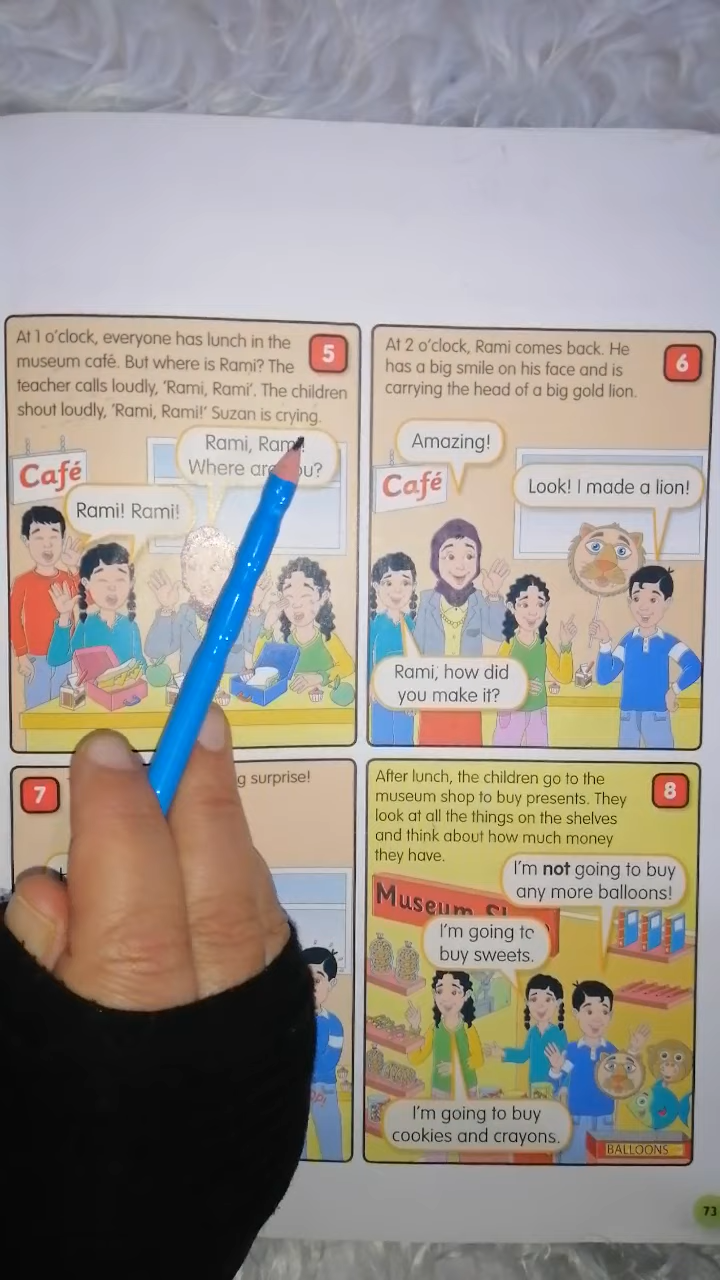 At 1 o'clock, everyone has lunch in the
museum café. But where is Rami? The
teacher calls loudly, 'Rami, Rami'. The children
shout loudly, 'Rami, Rami!' Suzan is crying.
5
Rami, Rami!
Where are you?
Café
Rami! Rami!
At 2 o'clock, Rami comes back. He
has a big smile on his face and is
carrying the head of a big gold lion.
6
Amazing!
Café
Look! I made a lion!
Rami, how did
you make it?
7
surprise!
After lunch, the children go to the
museum shop to buy presents. They
look at all the things on the shelves
and think about how much money
they have.
8
I'm not going to buy
any more balloons!
Museum
I'm going to
buy sweets.
I'm going to buy
cookies and crayons.
BALLOONS
73